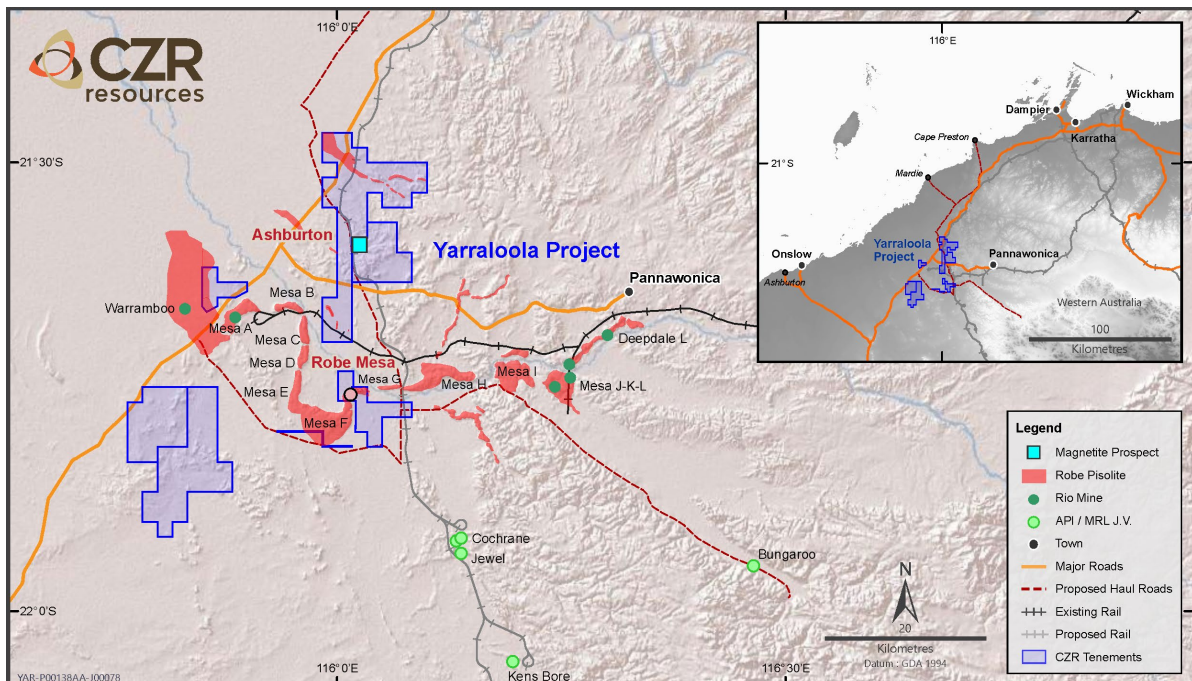 CZR
resources
116°0'E
21°30'S
Ashburton
Yarraloola Project
Pannawonica
Warramboo
Mesa A
Mesa B
Mesa C
Mesa D
Mesa E
Mesa F
Robe Mesa
Mesa G
Mesa H
Mesa I
Mesa J-K-L
Deepdale L
Cochrane
Jewel
Bungaroo
Kens Bore
22°0'S
116°0'E
116°30'E
YAR-P00138AA-J00078
N
20
Kilometres
Datum : GDA 1994
116°E
21°S
Dampier
Wickham
Karratha
Cape Preston
Mardie
Yarraloola
Project
Pannawonica
Onslow
Ashburton
Western Australia
100
Kilometres
Legend
Magnetite Prospect
Robe Pisolite
Rio Mine
API / MRL J.V.
Town
Major Roads
Proposed Haul Roads
Existing Rail
Proposed Rail
CZR Tenements